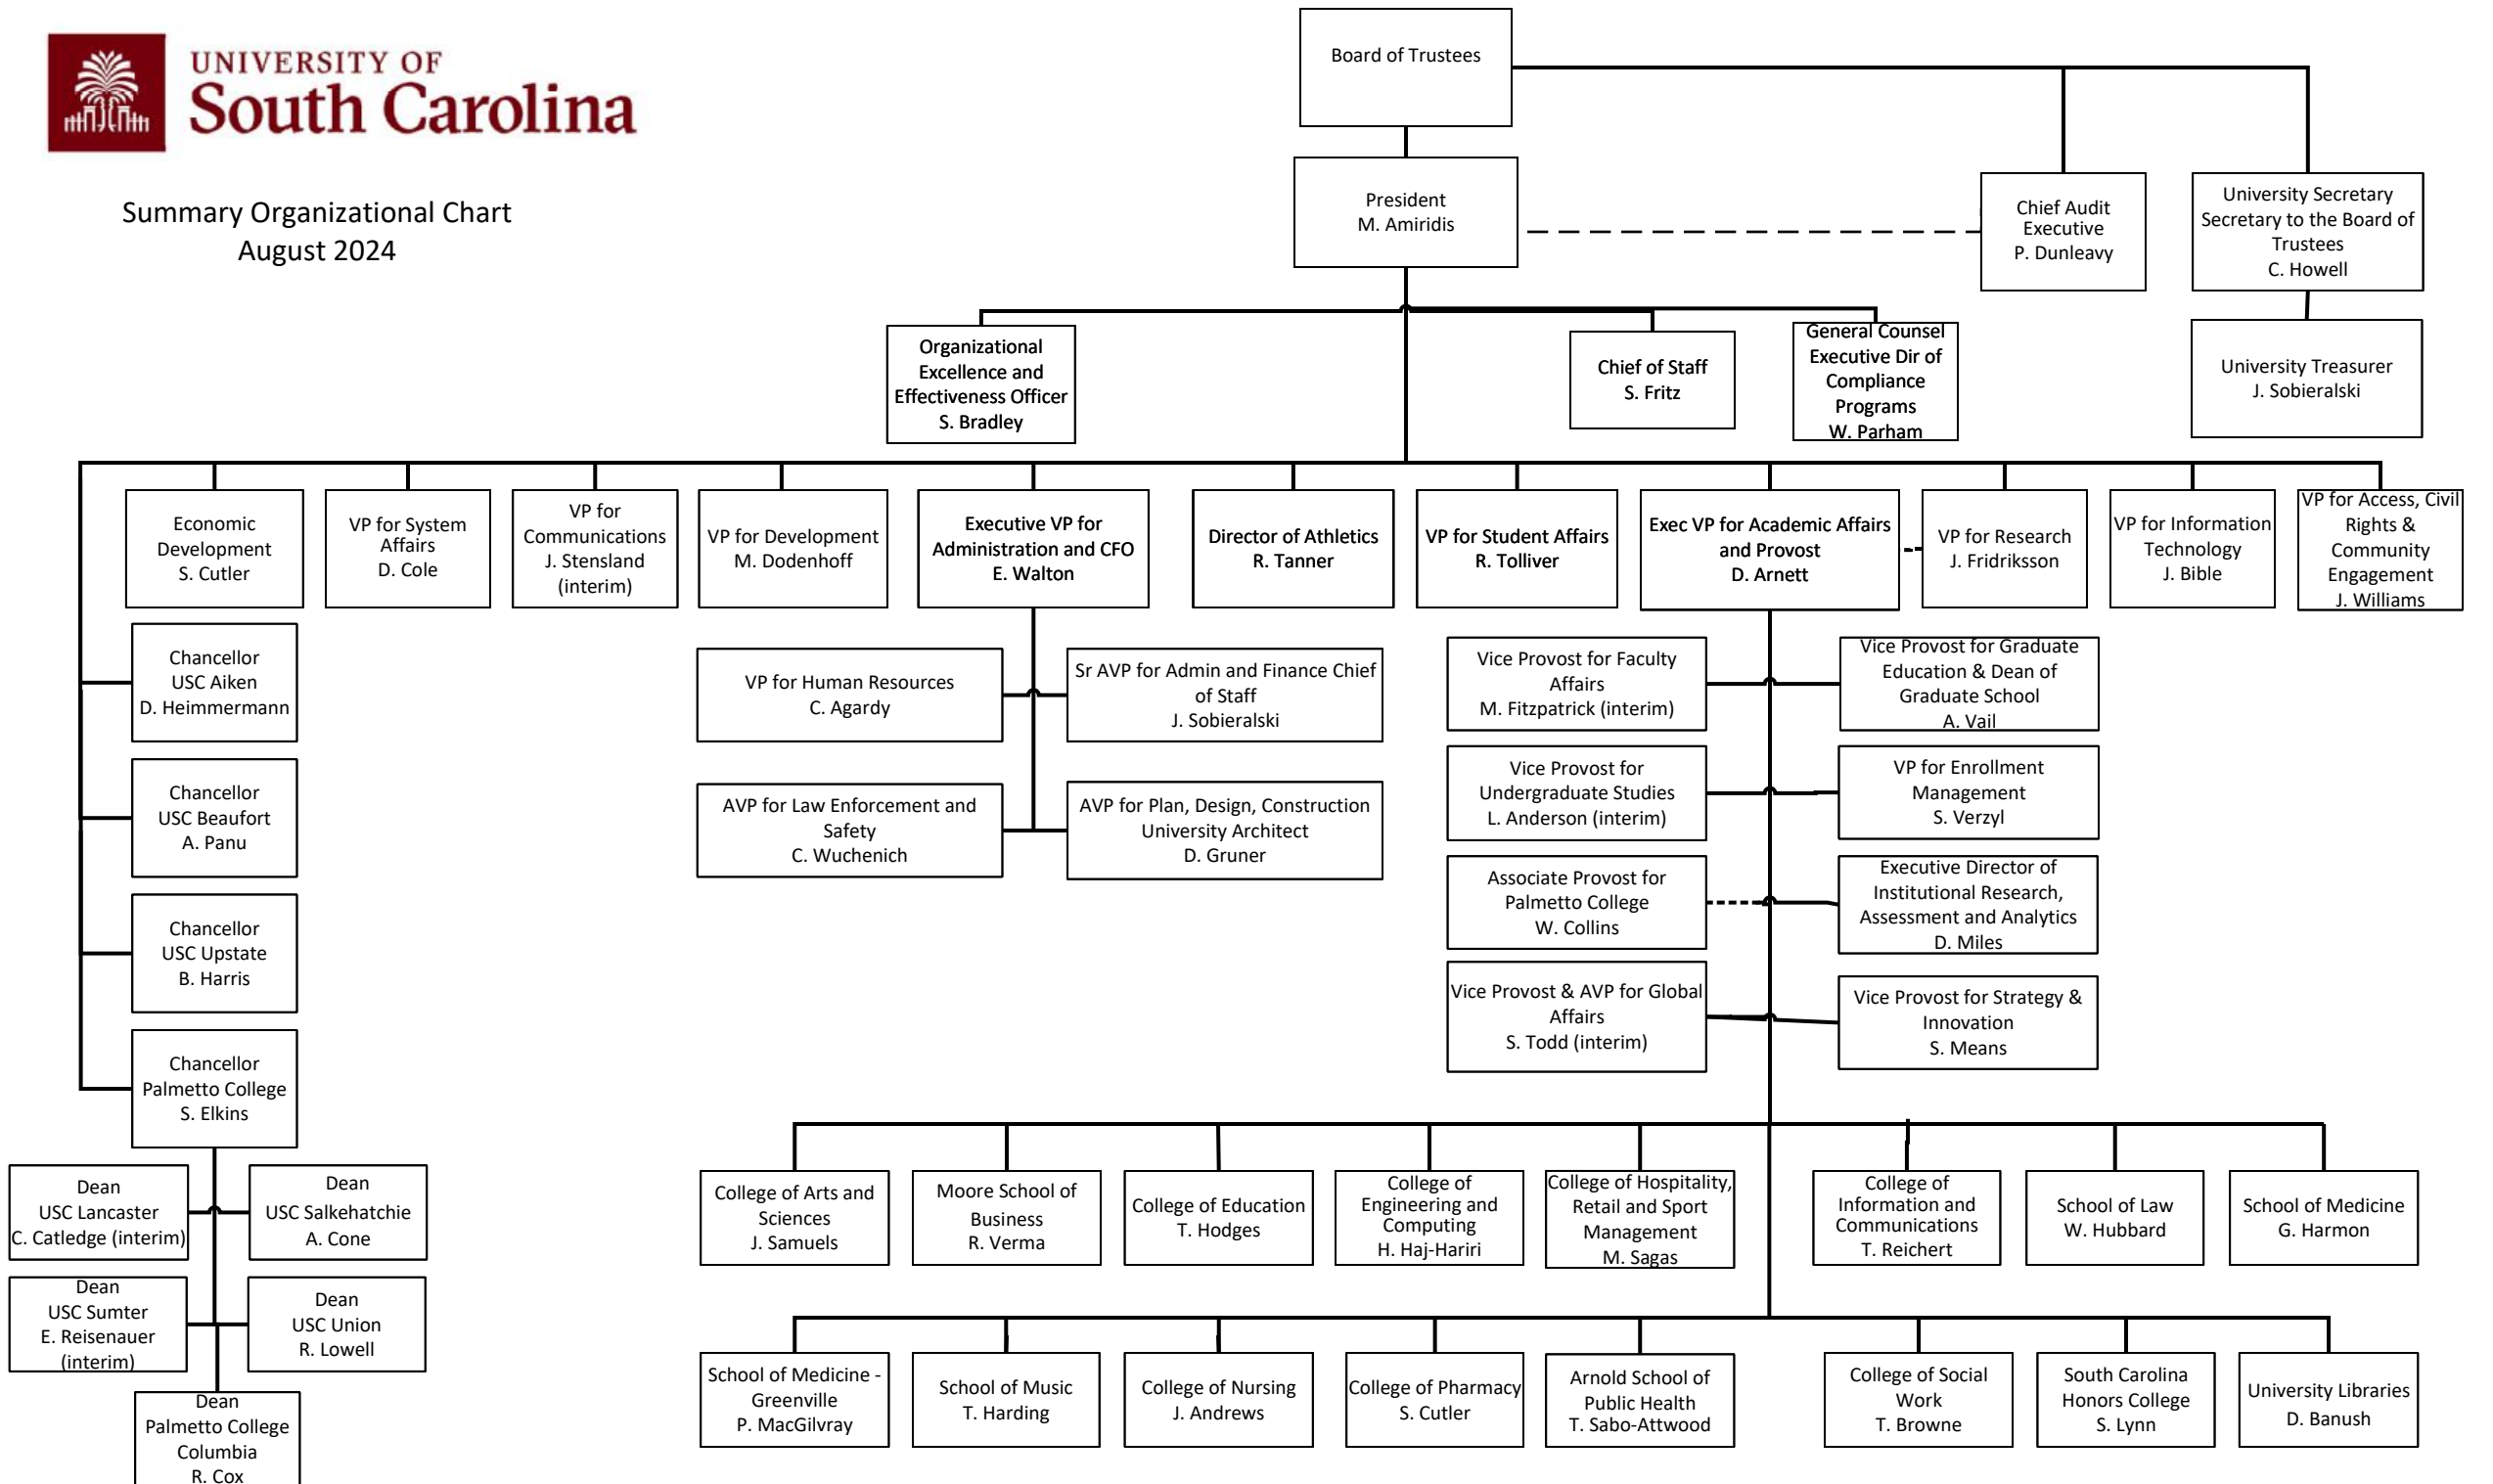 UNIVERSITY OF
South Carolina
Summary Organizational Chart
August 2024
Board of Trustees
President
M. Amiridis
Chief Audit
Executive
P. Dunleavy
University Secretary
Secretary to the Board of
Trustees
C. Howell
Organizational
Excellence and
Effectiveness Officer
S. Bradley
Chief of Staff
S. Fritz
General Counsel
Executive Dir of
Compliance
Programs
W. Parham
University Treasurer
J. Sobieralski
Economic
Development
S. Cutler
VP for System
Affairs
D. Cole
VP for
Communications
J. Stensland
(interim)
VP for Development
M. Dodenhoff
Executive VP for
Administration and CFO
E. Walton
Director of Athletics
R. Tanner
VP for Student Affairs
R. Tolliver
Exec VP for Academic Affairs
and Provost
D. Arnett
VP for Research
J. Fridriksson
VP for Information
Technology
J. Bible
VP for Access, Civil
Rights &
Community
Engagement
J. Williams
Chancellor
USC Aiken
D. Heimmermann
Chancellor
USC Beaufort
A. Panu
Chancellor
USC Upstate
B. Harris
Chancellor
Palmetto College
S. Elkins
VP for Human Resources
C. Agardy
Sr AVP for Admin and Finance Chief
of Staff
J. Sobieralski
AVP for Law Enforcement and
Safety
C. Wuchenich
AVP for Plan, Design, Construction
University Architect
D. Gruner
Vice Provost for Faculty
Affairs
M. Fitzpatrick (interim)
Vice Provost for Graduate
Education & Dean of
Graduate School
A. Vail
Vice Provost for
Undergraduate Studies
L. Anderson (interim)
VP for Enrollment
Management
S. Verzyl
Associate Provost for
Palmetto College
W. Collins
Executive Director of
Institutional Research,
Assessment and Analytics
D. Miles
Vice Provost & AVP for Global
Affairs
S. Todd (interim)
Vice Provost for Strategy &
Innovation
S. Means
Dean
USC Lancaster
C. Catledge (interim)
Dean
USC Salkehatchie
A. Cone
Dean
USC Sumter
E. Reisenauer
(interim)
Dean
USC Union
R. Lowell
Dean
Palmetto College
Columbia
R. Cox
College of Arts and
Sciences
J. Samuels
Moore School of
Business
R. Verma
College of Education
T. Hodges
College of
Engineering and
Computing
H. Haj-Hariri
College of Hospitality,
Retail and Sport
Management
M. Sagas
College of
Information and
Communications
T. Reichert
School of Law
W. Hubbard
School of Medicine
G. Harmon
School of Medicine -
Greenville
P. MacGilvray
School of Music
T. Harding
College of Nursing
J. Andrews
College of Pharmacy
S. Cutler
Arnold School of
Public Health
T. Sabo-Attwood
College of Social
Work
T. Browne
South Carolina
Honors College
S. Lynn
University Libraries
D. Banush